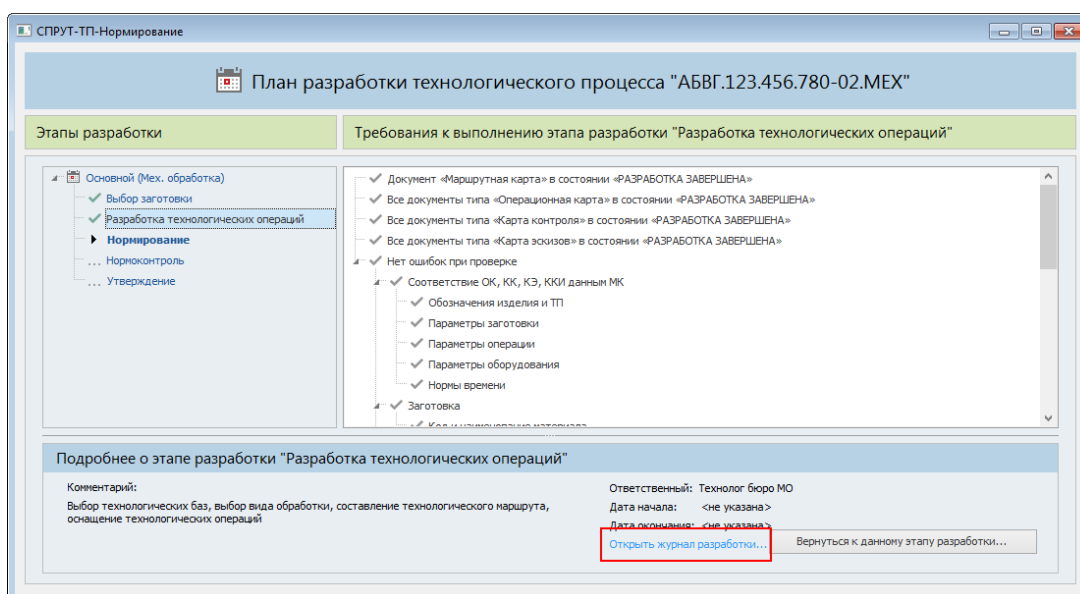 СПРУТ-ТП-Нормирование
План разработки технологического процесса "АБВГ.123.456.780-02.МЕХ"
Этапы разработки
Требования к выполнению этапа разработки "Разработка технологических операций"
Основной (Мех. обработка)
Выбор заготовки
Разработка технологических операций
Нормирование
... Нормоконтроль
... Утверждение
Документ «Маршрутная карта» в состоянии «РАЗРАБОТКА ЗАВЕРШЕНА»
Все документы типа «Операционная карта» в состоянии «РАЗРАБОТКА ЗАВЕРШЕНА»
Все документы типа «Карта контроля» в состоянии «РАЗРАБОТКА ЗАВЕРШЕНА»
Все документы типа «Карта эскизов» в состоянии «РАЗРАБОТКА ЗАВЕРШЕНА»
Нет ошибок при проверке
Соответствие ОК, КК, КЭ, ККИ данным МК
Обозначения изделия и ТП
Параметры заготовки
Параметры операции
Параметры оборудования
Нормы времени
Заготовка
Код и наименование материала
Подробнее о этапе разработки "Разработка технологических операций"
Комментарий:
Выбор технологических баз, выбор вида обработки, составление технологического маршрута,
оснащение технологических операций
Ответственный: Технолог бюро МО
Дата начала: <не указана>
Дата окончания: <не указана>
Открыть журнал разработки...
Вернуться к данному этапу разработки...